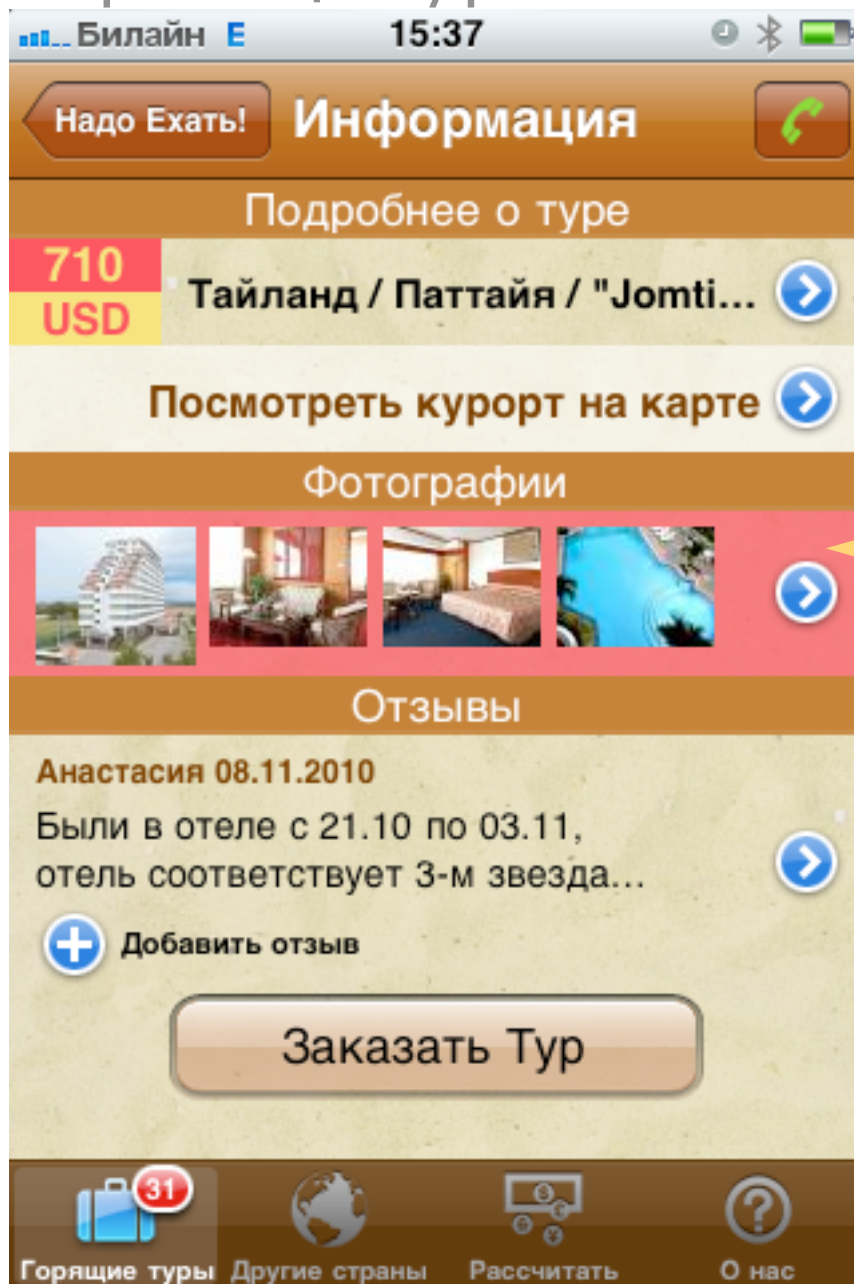 Билайн E 15:37
Надо Ехать! Информация
Подробнее о туре
710
USD
Тайланд / Паттайя / "Jomti...
Посмотреть курорт на карте
Фотографии
Отзывы
Анастасия 08.11.2010
Были в отеле с 21.10 по 03.11,
отель соответствует 3-м звезда...
Добавить отзыв
Заказать Тур
31
Горящие туры Другие страны Рассчитать О нас